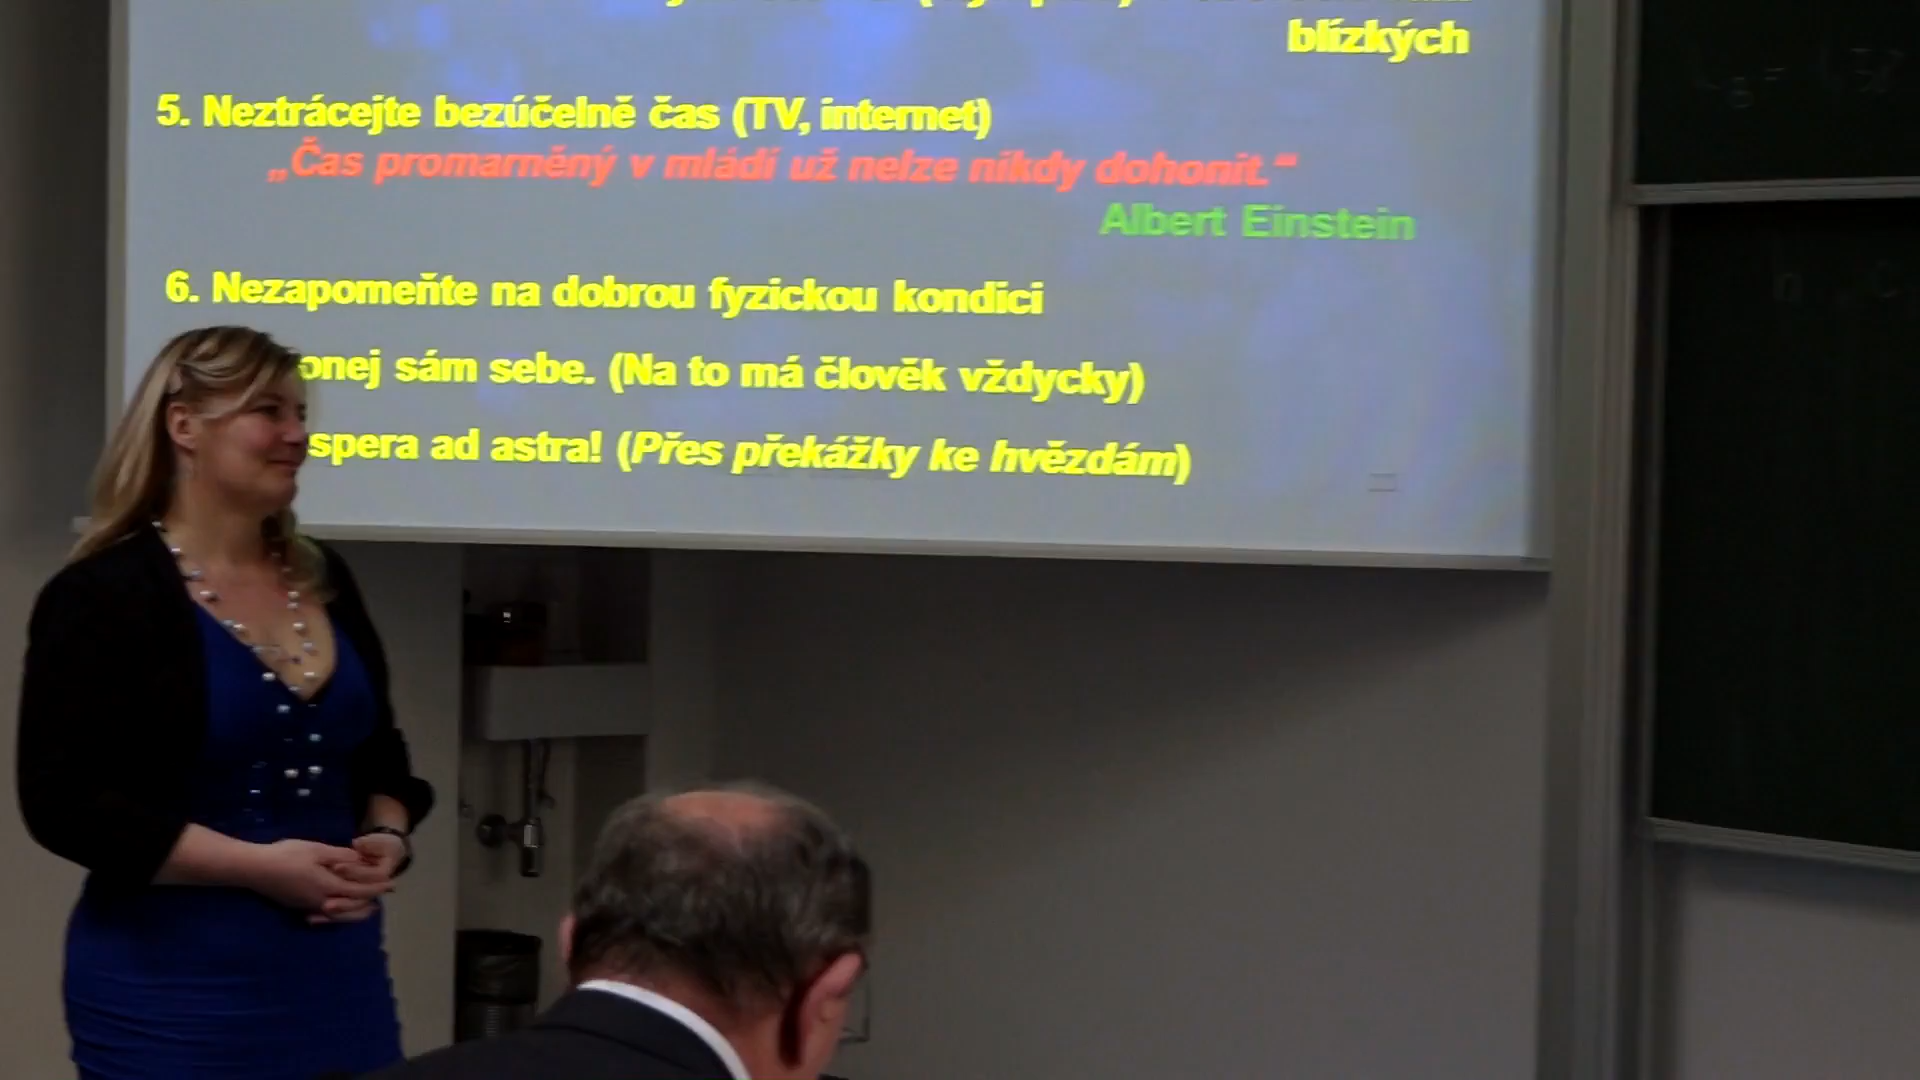 blízkých
5. Neztrácejte bezúčelně čas (TV, internet)
„Čas promarněný v mládí už nelze nikdy dohonit.“
Albert Einstein
6. Nezapomeňte na dobrou fyzickou kondici
sám sebe. (Na to má člověk vždycky)
spera ad astra! (Přes překážky ke hvězdám)